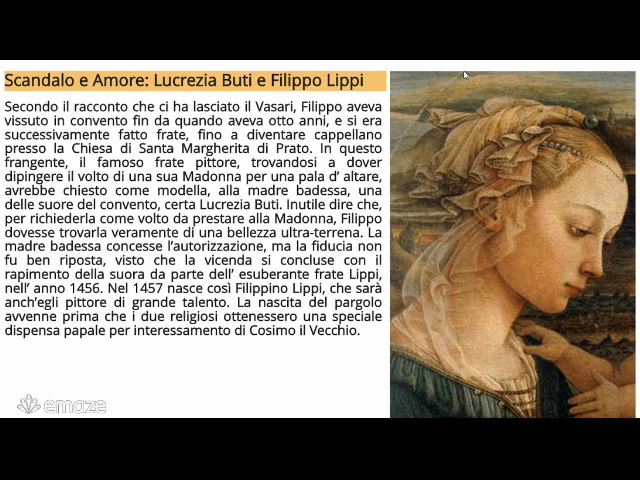 Scandalo e Amore: Lucrezia Buti e Filippo Lippi
Secondo il racconto che ci ha lasciato il Vasari, Filippo aveva
vissuto in convento fin da quando aveva otto anni, e si era
successivamente fatto frate, fino a diventare cappellano
presso la Chiesa di Santa Margherita di Prato. In questo
frangente, il famoso frate pittore, trovandosi a dover
dipingere il volto di una sua Madonna per una pala d’ altare,
avrebbe chiesto come modella, alla madre badessa, una
delle suore del convento, certa Lucrezia Buti. Inutile dire che,
per richiederla come volto da prestare alla Madonna, Filippo
dovesse trovarla veramente di una bellezza ultra-terrena. La
madre badessa concesse l’autorizzazione, ma la fiducia non
fu ben riposta, visto che la vicenda si concluse con il
rapimento della suora da parte dell’ esuberante frate Lippi,
nell’ anno 1456. Nel 1457 nasce così Filippino Lippi, che sarà
anch’egli pittore di grande talento. La nascita del pargolo
avvenne prima che i due religiosi ottenessero una speciale
dispensa papale per interessamento di Cosimo il Vecchio.
emaze